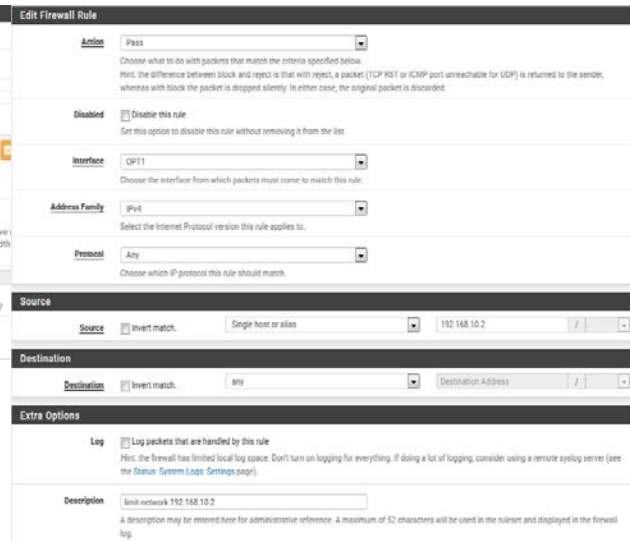 Edit Firewall Rule
Action
Pass
Choose what to do with packets that match the criteria specified below.
Hint: the difference between block and reject is that with reject, a packet (TCP RST or ICMP port unreachable for UDP) is returned to the sender,
whereas with block the packet is dropped silently. In either case, the original packet is discarded.
Disabled
Disable this rule
Set this option to disable this rule without removing it from the list.
Interface
OPT1
Choose the interface from which packets must come to match this rule.
Address Family
IPv4
Select the Internet Protocol version this rule applies to.
Protocol
Any
Choose which IP protocol this rule should match.
Source
Source
Invert match.
Single host or alias
192.168.10.2
/
Destination
Destination
Invert match.
any
Destination Address
/
Extra Options
Log
Log packets that are handled by this rule
Hint: the firewall has limited local log space. Don't turn on logging for everything. If doing a lot of logging, consider using a remote syslog server (see
the Status: System Logs: Settings page).
Description
limit network 192.168.10.2
A description may be entered here for administrative reference. A maximum of 52 characters will be used in the ruleset and displayed in the firewall
log.